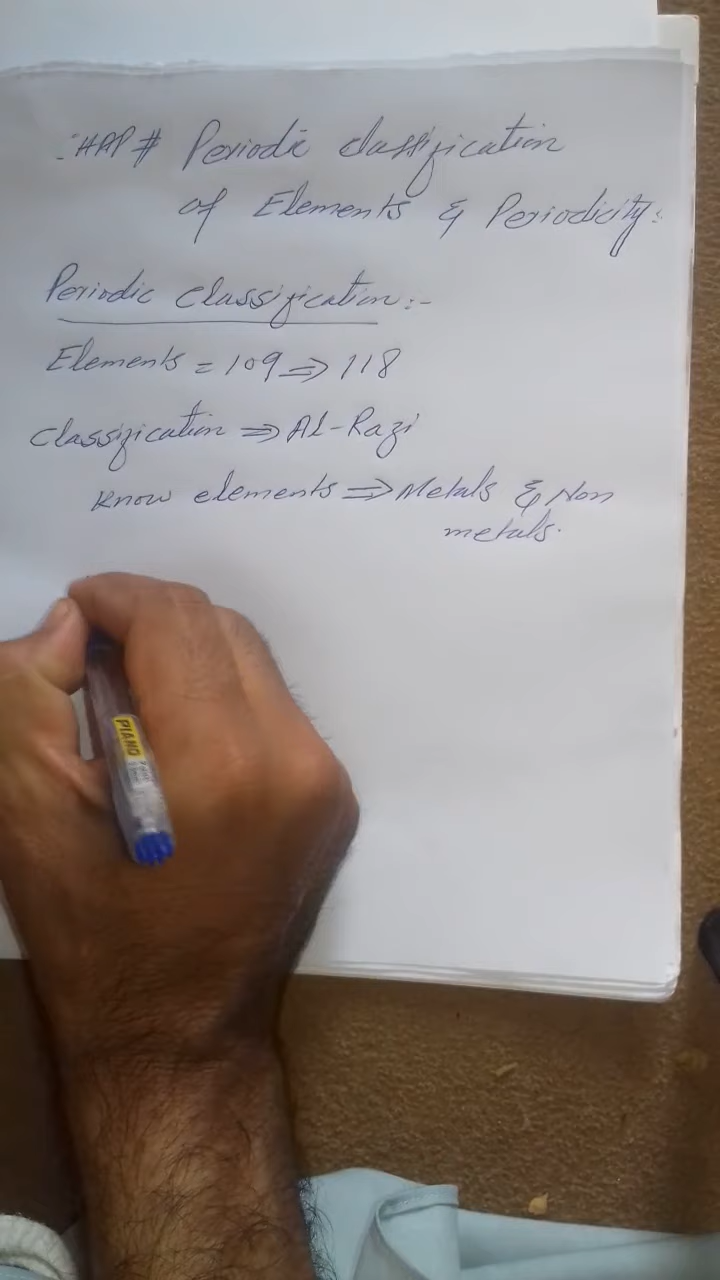 CHAP # Periodic classification
of Elements & Periodicity:
Periodic Classification:-
Elements = 109 ⇒ 118
Classification ⇒ Al-Razi
Know elements ⇒ Metals & Non
metals.
PIANO